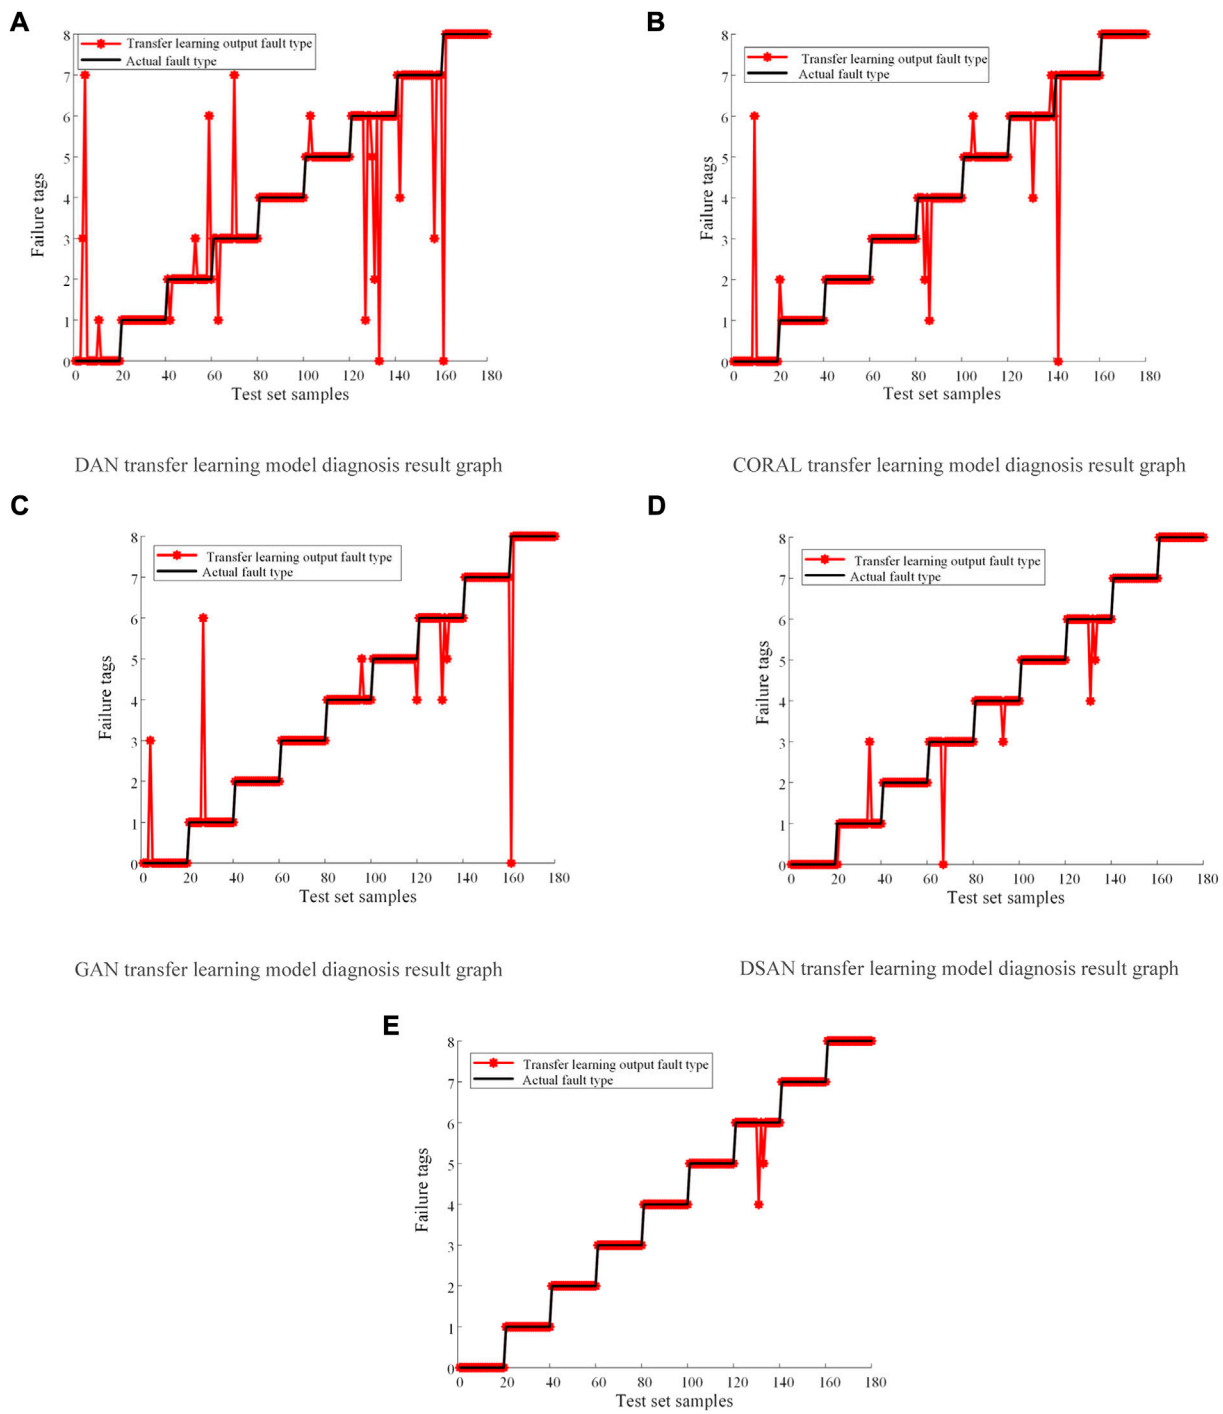 A
8
7
6
5
4
3
2
1
0
Failure tags
Transfer learning output fault type
Actual fault type
0 20 40 60 80 100 120 140 160 180
Test set samples
DAN transfer learning model diagnosis result graph
B
8
7
6
5
4
3
2
1
0
Failure tags
Transfer learning output fault type
Actual fault type
0 20 40 60 80 100 120 140 160 180
Test set samples
CORAL transfer learning model diagnosis result graph
C
8
7
6
5
4
3
2
1
0
Failure tags
Transfer learning output fault type
Actual fault type
0 20 40 60 80 100 120 140 160 180
Test set samples
GAN transfer learning model diagnosis result graph
D
8
7
6
5
4
3
2
1
0
Failure tags
Transfer learning output fault type
Actual fault type
0 20 40 60 80 100 120 140 160 180
Test set samples
DSAN transfer learning model diagnosis result graph
E
8
7
6
5
4
3
2
1
0
Failure tags
Transfer learning output fault type
Actual fault type
0 20 40 60 80 100 120 140 160 180
Test set samples